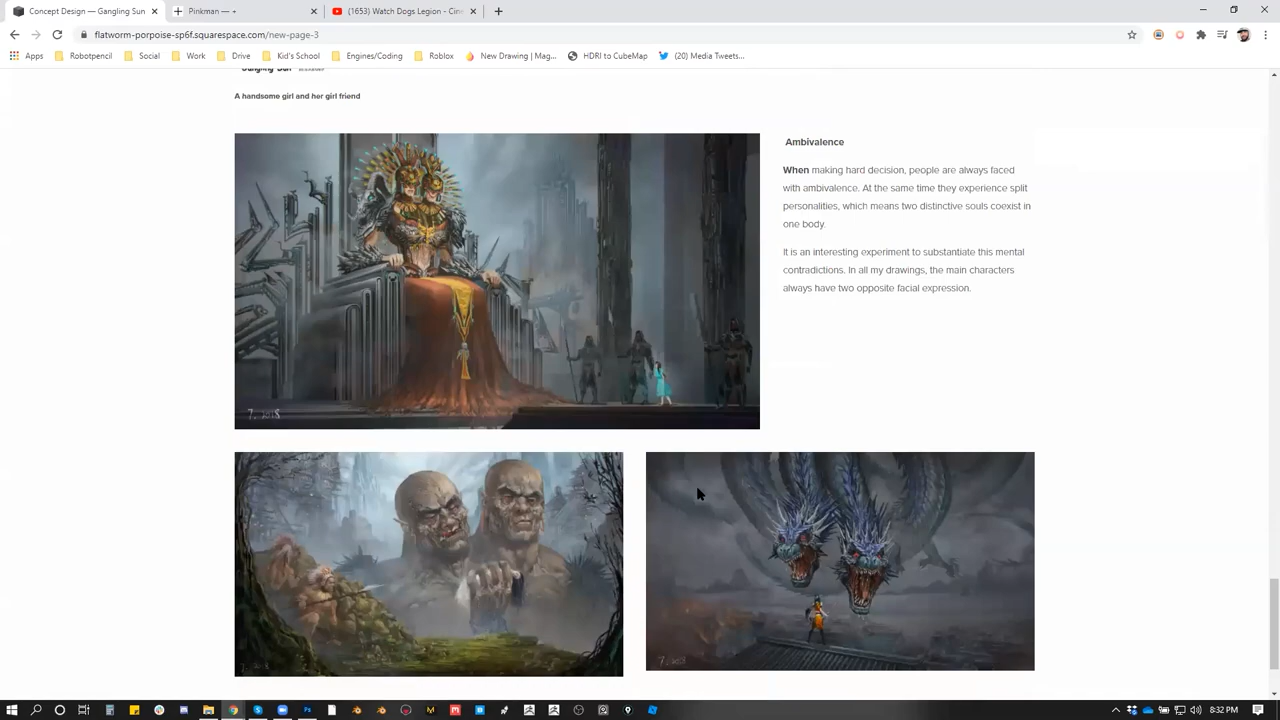 Concept Design — Gangling Sun
Pinkman —
(1653) Watch Dogs Legion - Cine
flatworm-porpoise-sp6f.squarespace.com/new-page-3
Apps
Robotpencil
Social
Work
Drive
Kid's School
Engines/Coding
Roblox
New Drawing | Mag...
HDRI to CubeMap
(20) Media Tweets...
A handsome girl and her girl friend
Ambivalence
When making hard decision, people are always faced
with ambivalence. At the same time they experience split
personalities, which means two distinctive souls coexist in
one body.
It is an interesting experiment to substantiate this mental
contradictions. In all my drawings, the main characters
always have two opposite facial expression.
7. 2018
7. 2018
8:32 PM